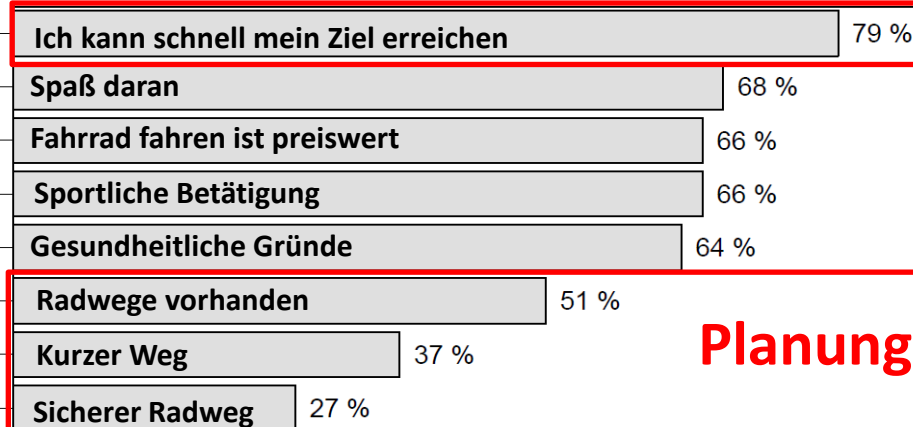 Ich kann schnell mein Ziel erreichen 79 %
Spaß daran 68 %
Fahrrad fahren ist preiswert 66 %
Sportliche Betätigung 66 %
Gesundheitliche Gründe 64 %
Radwege vorhanden 51 %
Kurzer Weg 37 %
Planung
Sicherer Radweg 27 %